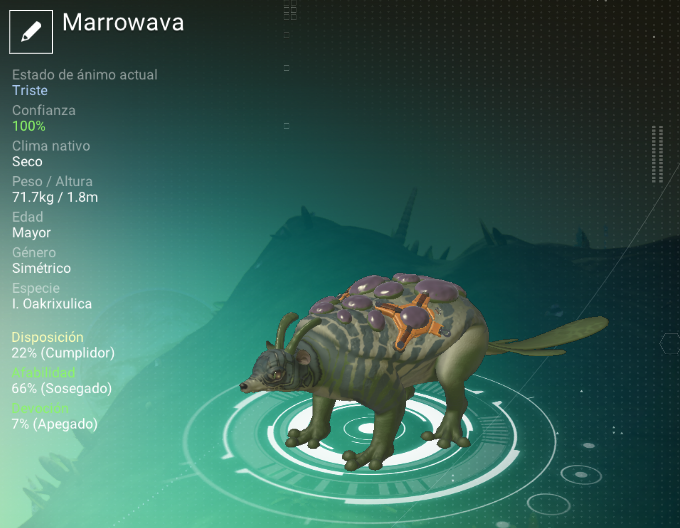 Marrowava
Estado de ánimo actual
Triste
Confianza
100%
Clima nativo
Seco
Peso / Altura
71.7kg / 1.8m
Edad
Mayor
Género
Simétrico
Especie
I. Oakrixulica
Disposición
22% (Cumplidor)
Afabilidad
66% (Sosegado)
Devoción
7% (Apegado)